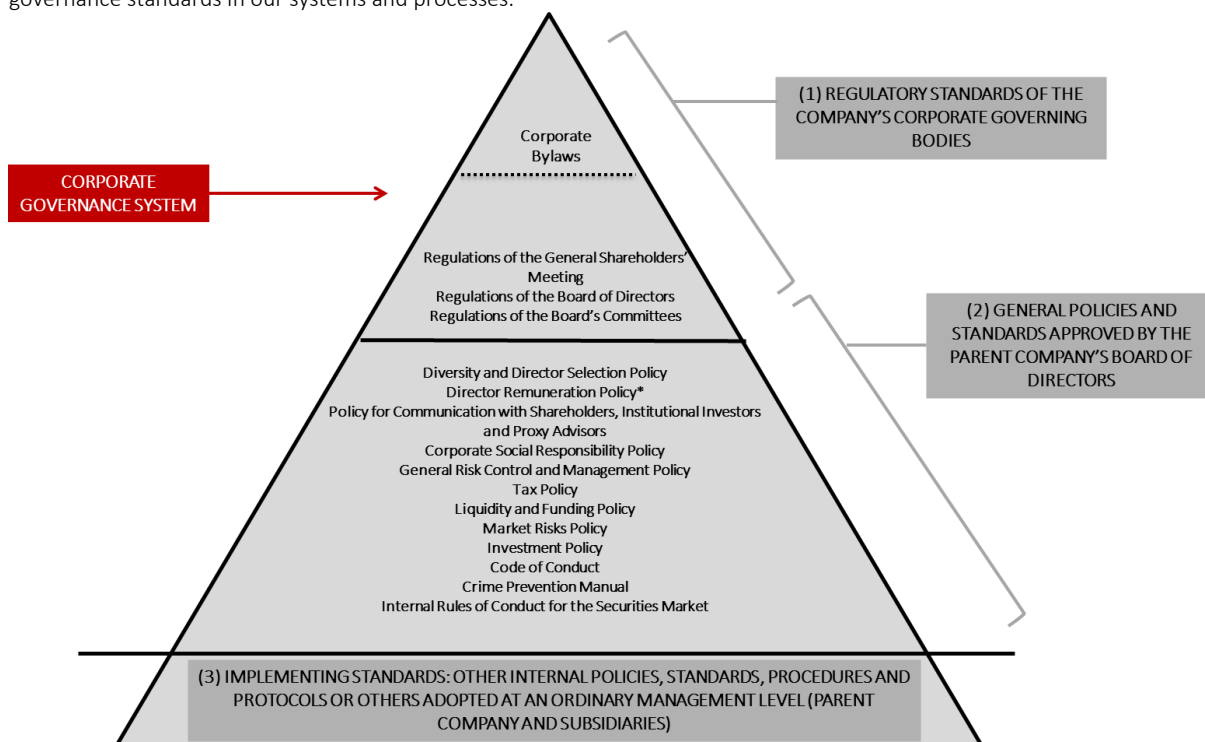 governance standards in our systems and processes.
(1) REGULATORY STANDARDS OF THE
COMPANY'S CORPORATE GOVERNING
BODIES
Corporate
Bylaws
CORPORATE
GOVERNANCE SYSTEM
Regulations of the General Shareholders'
Meeting
Regulations of the Board of Directors
Regulations of the Board's Committees
(2) GENERAL POLICIES AND
STANDARDS APPROVED BY THE
PARENT COMPANY'S BOARD OF
DIRECTORS
Diversity and Director Selection Policy
Director Remuneration Policy*
Policy for Communication with Shareholders, Institutional Investors
and Proxy Advisors
Corporate Social Responsibility Policy
General Risk Control and Management Policy
Tax Policy
Liquidity and Funding Policy
Market Risks Policy
Investment Policy
Code of Conduct
Crime Prevention Manual
Internal Rules of Conduct for the Securities Market
(3) IMPLEMENTING STANDARDS: OTHER INTERNAL POLICIES, STANDARDS, PROCEDURES AND
PROTOCOLS OR OTHERS ADOPTED AT AN ORDINARY MANAGEMENT LEVEL (PARENT
COMPANY AND SUBSIDIARIES)